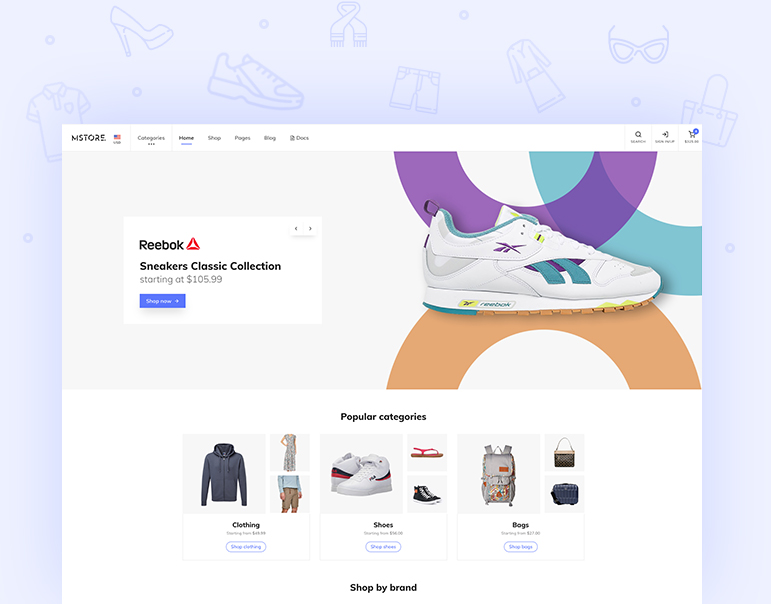 MSTORE.
USD
Categories
Home
Shop
Pages
Blog
Docs
SEARCH
SIGN IN/UP
Reebok
Sneakers Classic Collection
starting at $105.99
Shop now →
Reebok
Popular categories
Clothing
Starting from $49.99
Shop clothing
Shoes
Starting from $56.00
Shop shoes
Bags
Starting from $27.00
Shop bags
Shop by brand